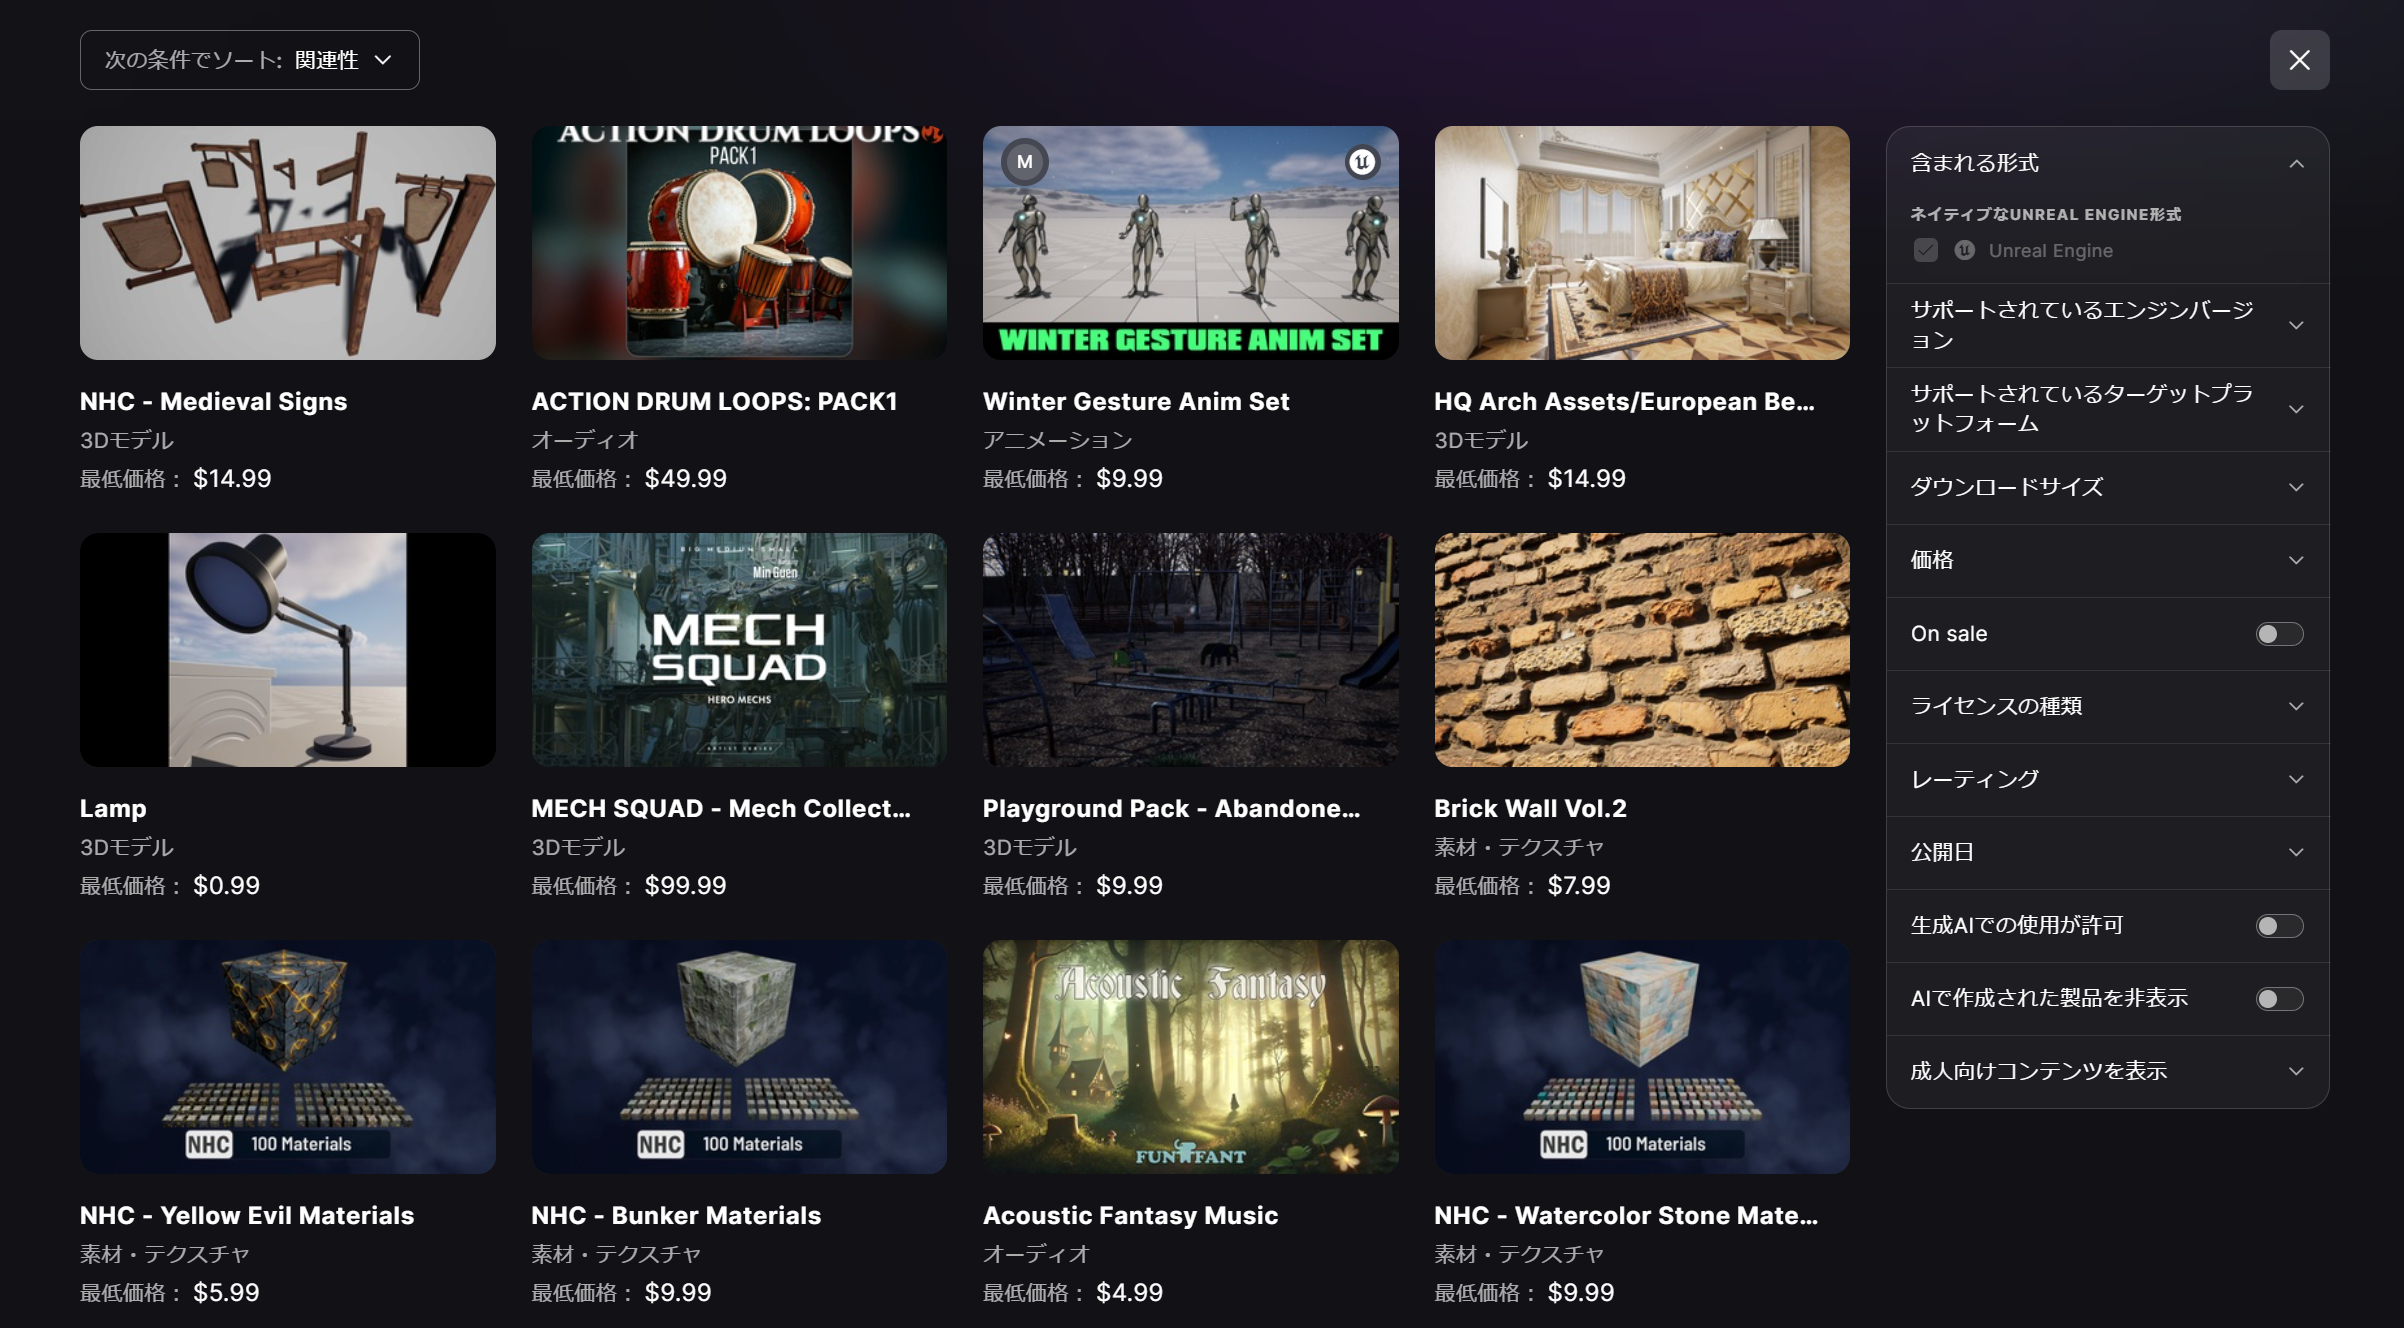 次の条件でソート: 関連性
ACTION DRUM LOOPS
PACK1
M
WINTER GESTURE ANIM SET
NHC - Medieval Signs
3Dモデル
最低価格： $14.99
ACTION DRUM LOOPS: PACK1
オーディオ
最低価格： $49.99
Winter Gesture Anim Set
アニメーション
最低価格： $9.99
HQ Arch Assets/European Be...
3Dモデル
最低価格： $14.99
BIG MEDIUM SMALL
Min Guen
MECH
SQUAD
HERO MECHS
ARTIST SERIES
Lamp
3Dモデル
最低価格： $0.99
MECH SQUAD - Mech Collect...
3Dモデル
最低価格： $99.99
Playground Pack - Abandone...
3Dモデル
最低価格： $9.99
Brick Wall Vol.2
素材・テクスチャ
最低価格： $7.99
NHC 100 Materials
NHC 100 Materials
Acoustic Fantasy
FUNTFANT
NHC 100 Materials
NHC - Yellow Evil Materials
素材・テクスチャ
最低価格： $5.99
NHC - Bunker Materials
素材・テクスチャ
最低価格： $9.99
Acoustic Fantasy Music
オーディオ
最低価格： $4.99
NHC - Watercolor Stone Mate...
素材・テクスチャ
最低価格： $9.99
含まれる形式
ネイティブなUNREAL ENGINE形式
Unreal Engine
サポートされているエンジンバージ
ョン
サポートされているターゲットプラ
ットフォーム
ダウンロードサイズ
価格
On sale
ライセンスの種類
レーティング
公開日
生成AIでの使用が許可
AIで作成された製品を非表示
成人向けコンテンツを表示